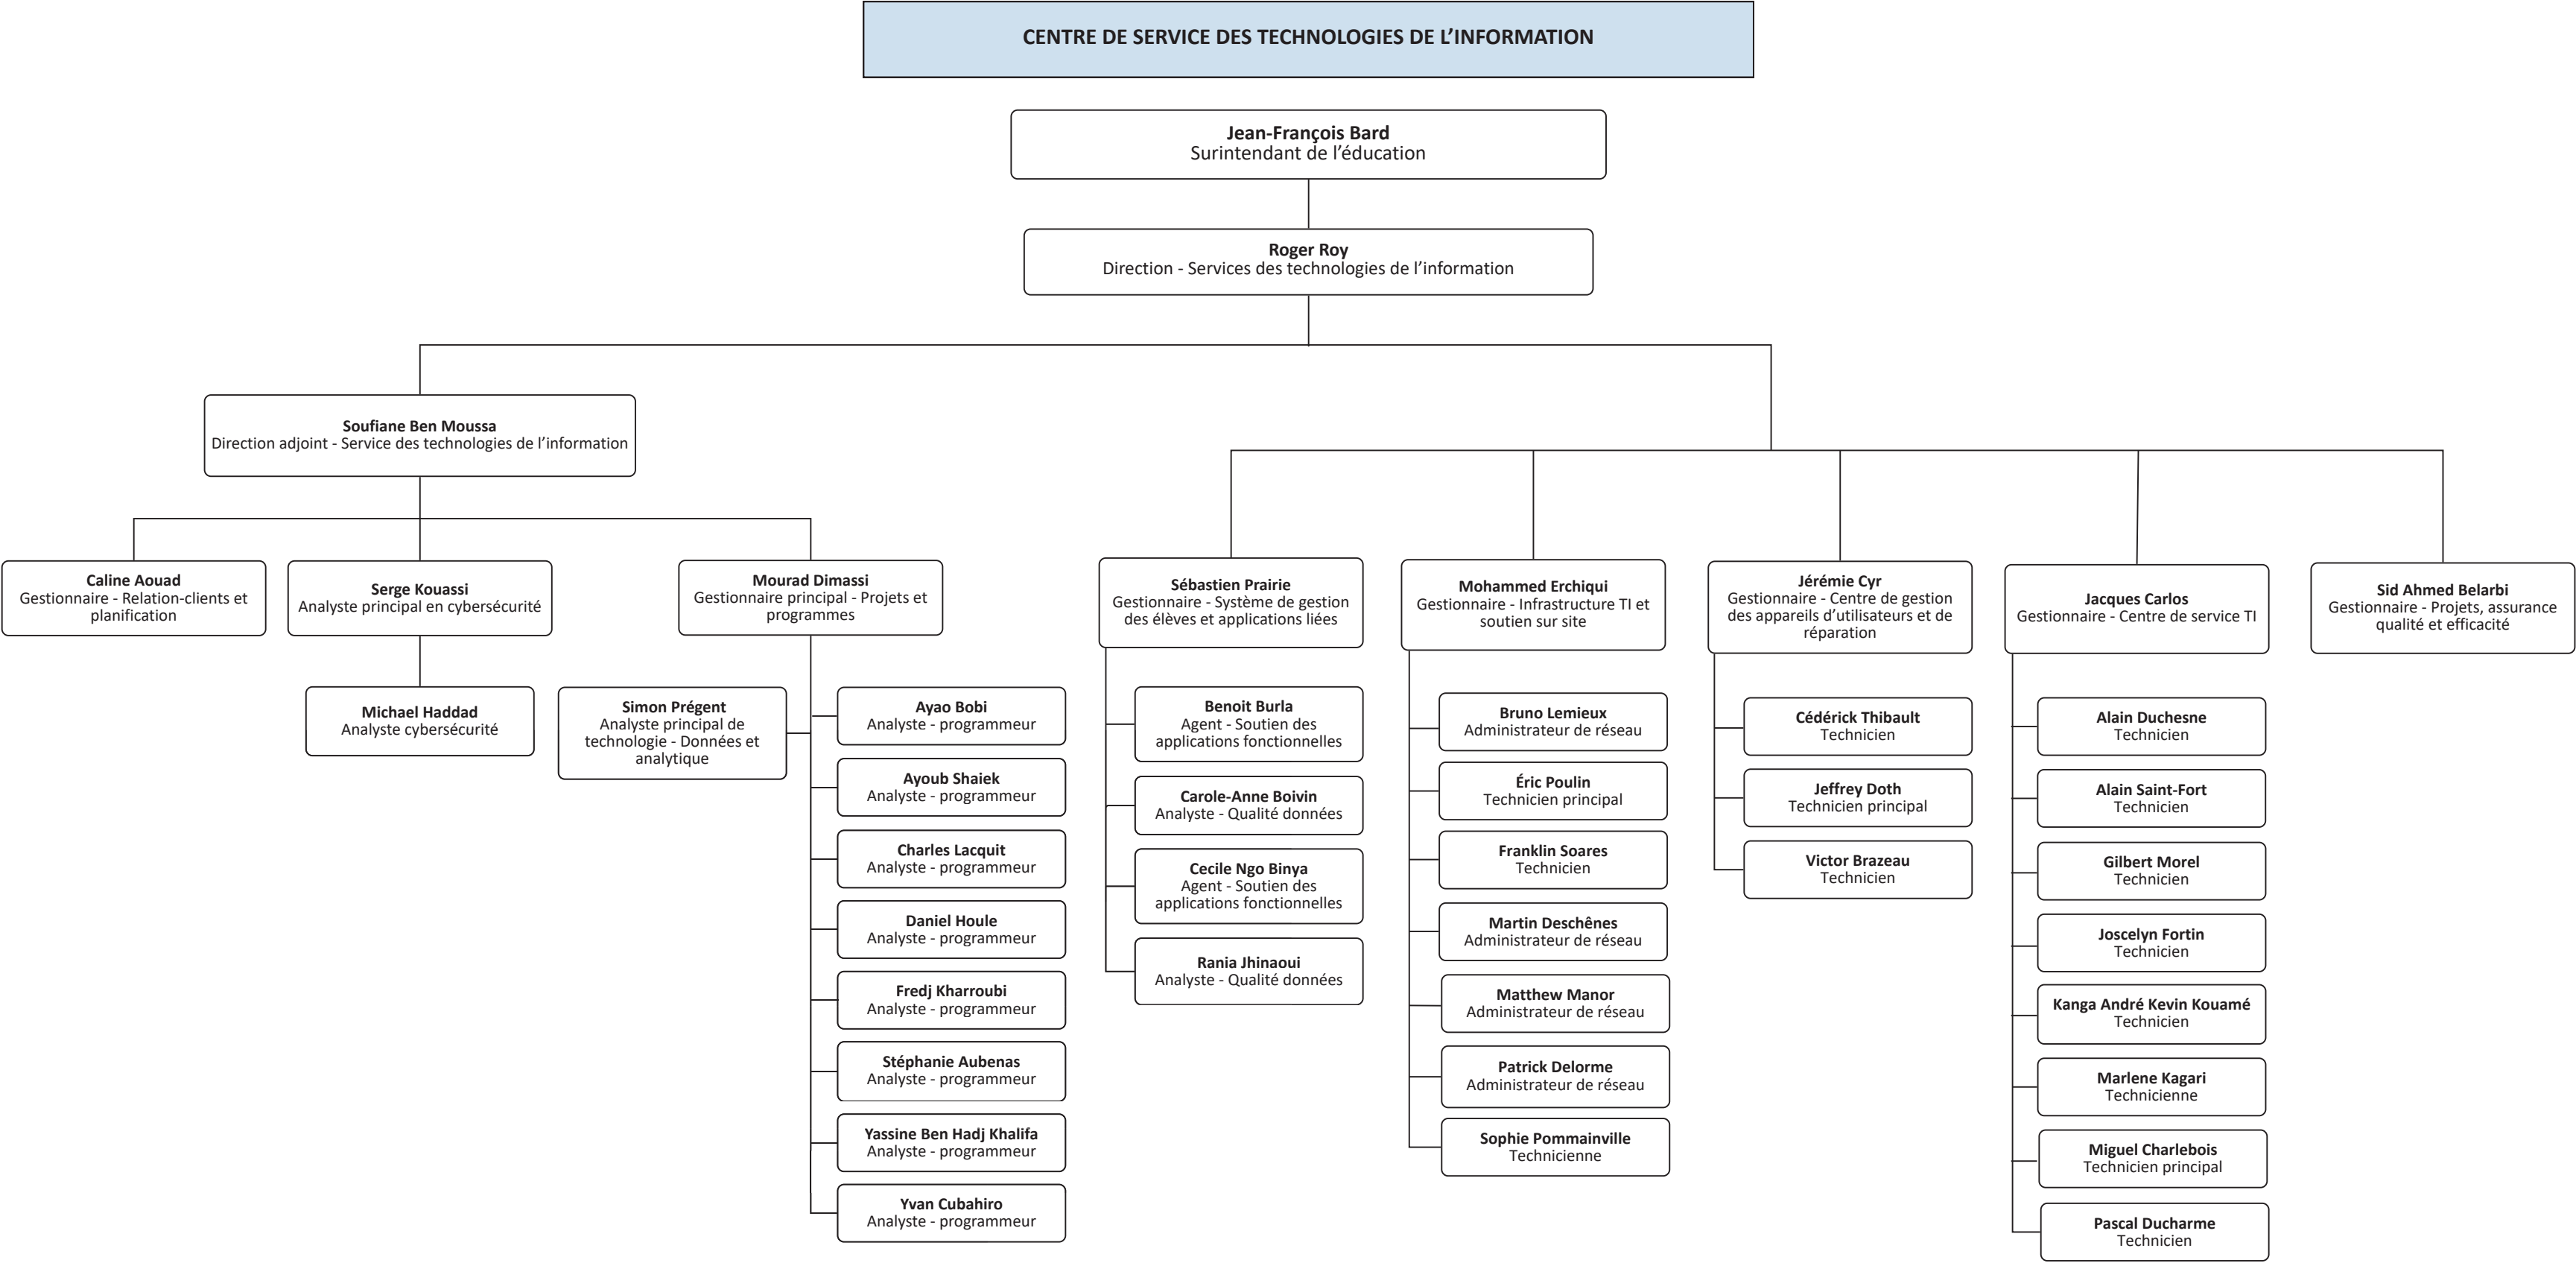 CENTRE DE SERVICE DES TECHNOLOGIES DE L’INFORMATION
Jean-François Bard
Surintendant de l’éducation
Roger Roy
Direction - Services des technologies de l’information
Soufiane Ben Moussa
Direction adjoint - Service des technologies de l’information
Caline Aouad
Gestionnaire - Relation-clients et
planification
Serge Kouassi
Analyste principal en cybersécurité
Michael Haddad
Analyste cybersécurité
Mourad Dimassi
Gestionnaire principal - Projets et
programmes
Simon Prégent
Analyste principal de
technologie - Données et
analytique
Ayao Bobi
Analyste - programmeur
Ayoub Shaiek
Analyste - programmeur
Charles Lacquit
Analyste - programmeur
Daniel Houle
Analyste - programmeur
Fredj Kharroubi
Analyste - programmeur
Stéphanie Aubenas
Analyste - programmeur
Yassine Ben Hadj Khalifa
Analyste - programmeur
Yvan Cubahiro
Analyste - programmeur
Sébastien Prairie
Gestionnaire - Système de gestion
des élèves et applications liées
Benoit Burla
Agent - Soutien des
applications fonctionnelles
Carole-Anne Boivin
Analyste - Qualité données
Cecile Ngo Binya
Agent - Soutien des
applications fonctionnelles
Rania Jhinaoui
Analyste - Qualité données
Mohammed Erchiqui
Gestionnaire - Infrastructure TI et
soutien sur site
Bruno Lemieux
Administrateur de réseau
Éric Poulin
Technicien principal
Franklin Soares
Technicien
Martin Deschênes
Administrateur de réseau
Matthew Manor
Administrateur de réseau
Patrick Delorme
Administrateur de réseau
Sophie Pommainville
Technicienne
Jérémie Cyr
Gestionnaire - Centre de gestion
des appareils d’utilisateurs et de
réparation
Cédérick Thibault
Technicien
Jeffrey Doth
Technicien principal
Victor Brazeau
Technicien
Jacques Carlos
Gestionnaire - Centre de service TI
Alain Duchesne
Technicien
Alain Saint-Fort
Technicien
Gilbert Morel
Technicien
Joscelyn Fortin
Technicien
Kanga André Kevin Kouamé
Technicien
Marlene Kagari
Technicienne
Miguel Charlebois
Technicien principal
Pascal Ducharme
Technicien
Sid Ahmed Belarbi
Gestionnaire - Projets, assurance
qualité et efficacité